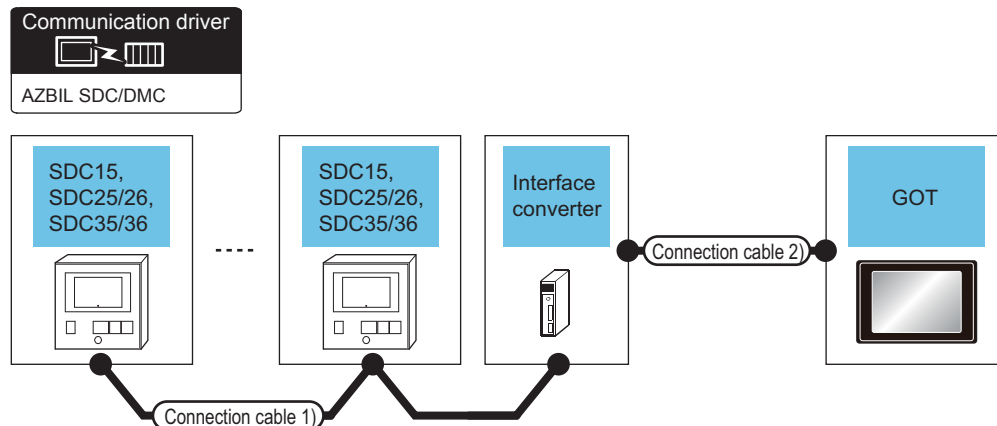 Communication driver
AZBIL SDC/DMC
SDC15,
SDC25/26,
SDC35/36
SDC15,
SDC25/26,
SDC35/36
Interface
converter
GOT
Connection cable 2)
Connection cable 1)